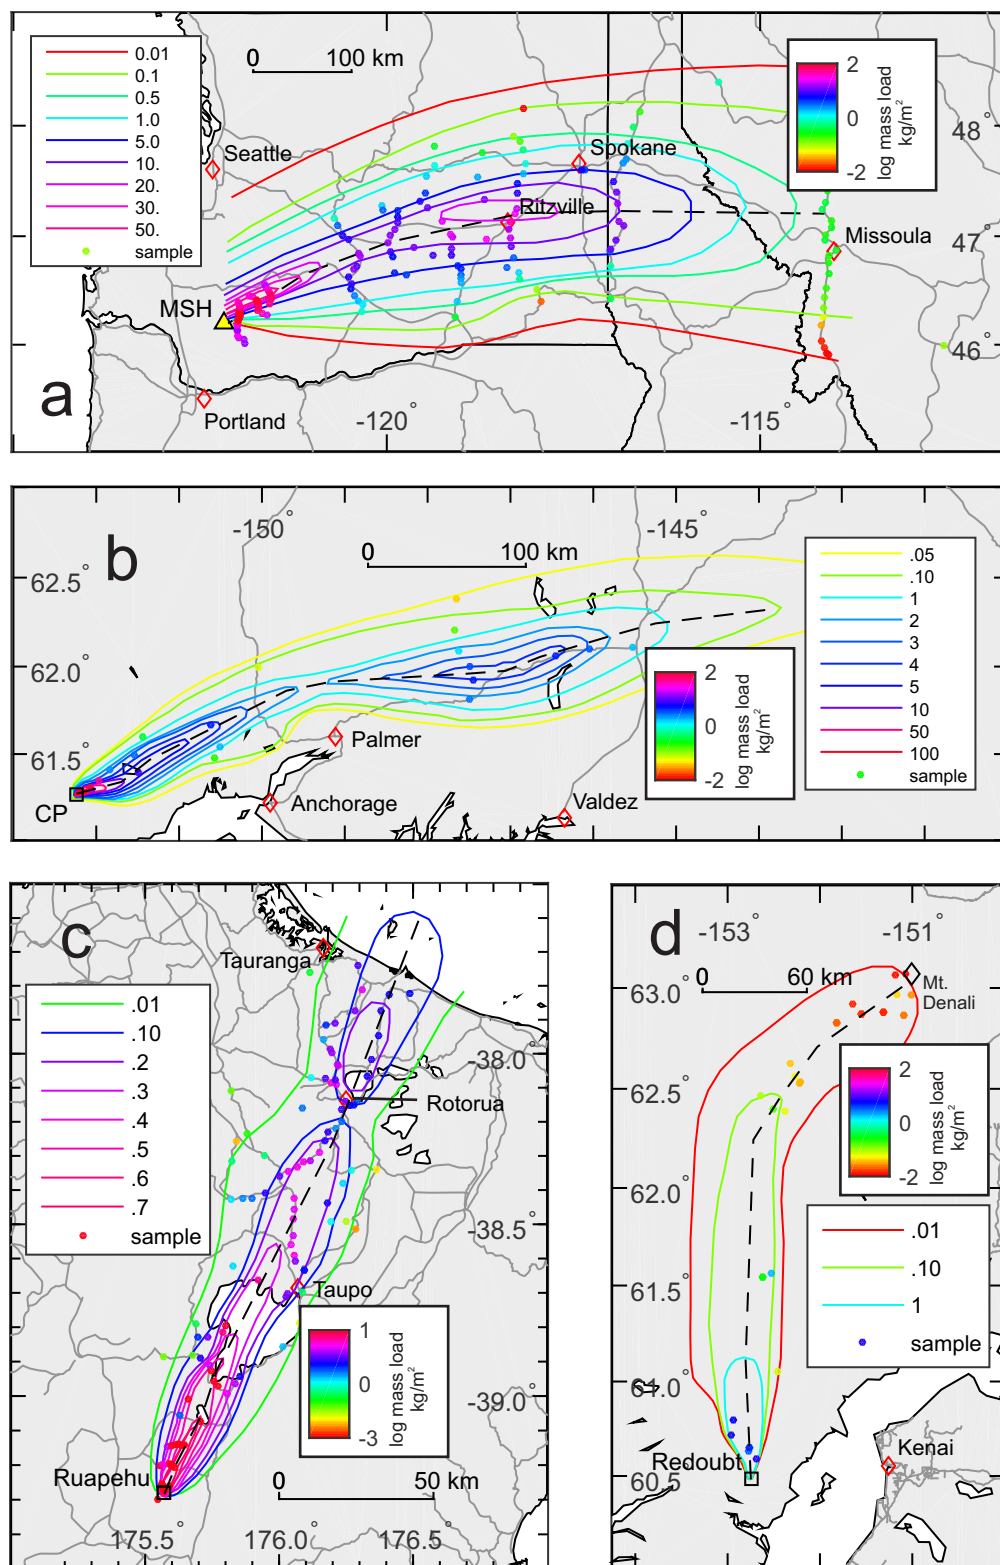 0.01
0.1
0.5
1.0
5.0
10.
20.
30.
50.
sample
0 100 km
2
0
-2
log mass load
kg/m²
48°
47°
46°
Seattle
Spokane
Ritzville
Missoula
MSH
Portland
-120°
-115°
a
b
-150°
-145°
0 100 km
62.5°
62.0°
61.5°
CP
Palmer
Anchorage
Valdez
2
0
-2
log mass load
kg/m²
.05
.10
1
2
3
4
5
10
50
100
sample
c
Tauranga
.01
.10
.2
.3
.4
.5
.6
.7
sample
-38.0°
Rotorua
-38.5°
Taupo
1
0
-3
log mass load
kg/m²
-39.0°
Ruapehu
0 50 km
175.5°
176.0°
176.5°
d
-153°
-151°
0 60 km
63.0°
Mt.
Denali
62.5°
2
0
-2
log mass load
kg/m²
62.0°
.01
.10
1
sample
61.5°
61.0°
Redoubt
Kenai
60.5°